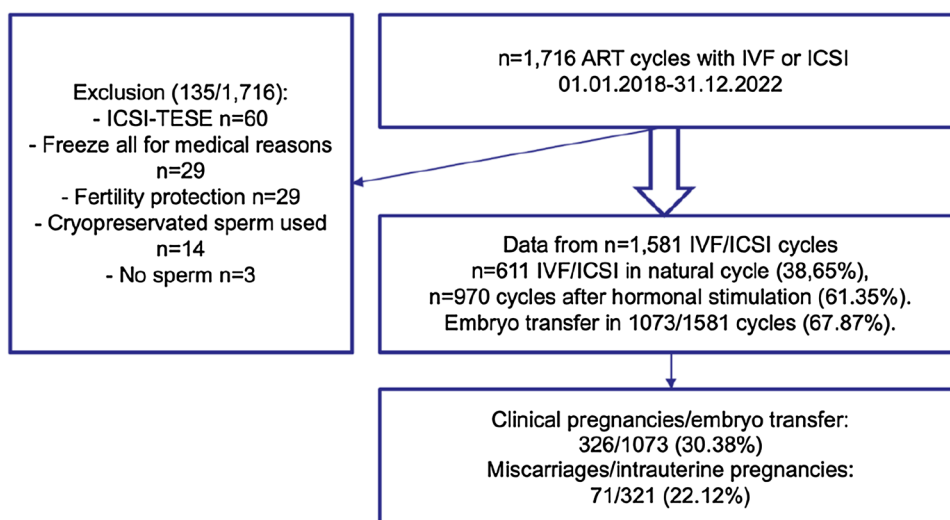 n=1,716 ART cycles with IVF or ICSI
01.01.2018-31.12.2022
Exclusion (135/1,716):
- ICSI-TESE n=60
- Freeze all for medical reasons
n=29
- Fertility protection n=29
- Cryopreservated sperm used
n=14
- No sperm n=3
Data from n=1,581 IVF/ICSI cycles
n=611 IVF/ICSI in natural cycle (38,65%),
n=970 cycles after hormonal stimulation (61.35%).
Embryo transfer in 1073/1581 cycles (67.87%).
Clinical pregnancies/embryo transfer:
326/1073 (30.38%)
Miscarriages/intrauterine pregnancies:
71/321 (22.12%)